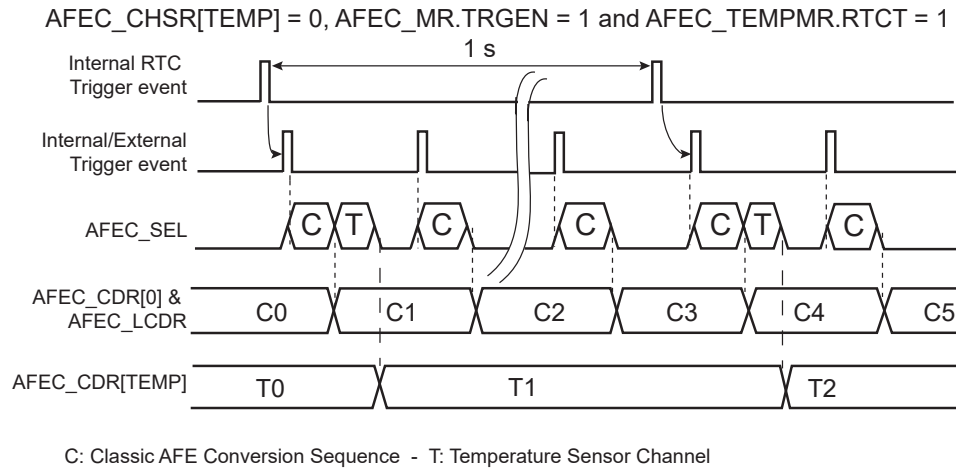 AFEC_CHSR[TEMP] = 0, AFEC_MR.TRGEN = 1 and AFEC_TEMPMR.RTCT = 1
1 s
Internal RTC
Trigger event
Internal/External
Trigger event
AFEC_SEL
C T C C C T C
AFEC_CDR[0] &
AFEC_LCDR
C0 C1 C2 C3 C4 C5
AFEC_CDR[TEMP]
T0 T1 T2
C: Classic AFE Conversion Sequence - T: Temperature Sensor Channel